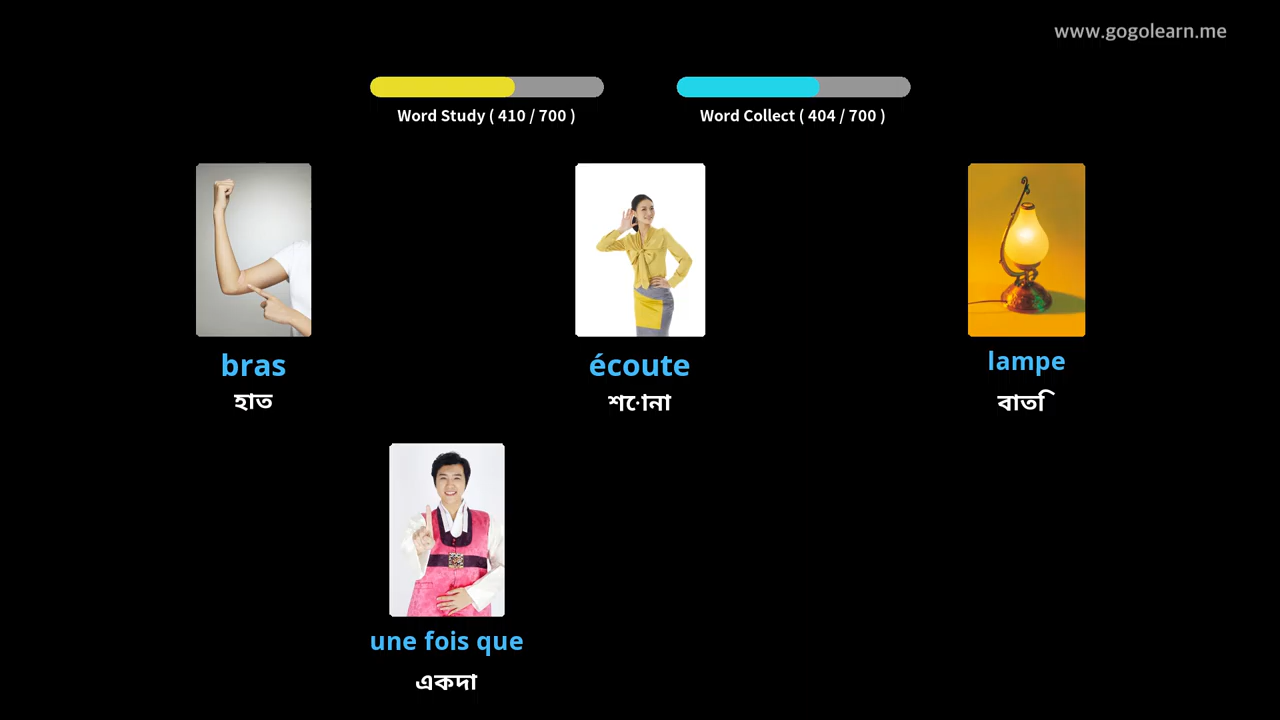 www.gogolearn.me
Word Study ( 410 / 700 )
Word Collect ( 404 / 700 )
bras
écoute
lampe
হাত
শোনা
বাতি
une fois que
একদা